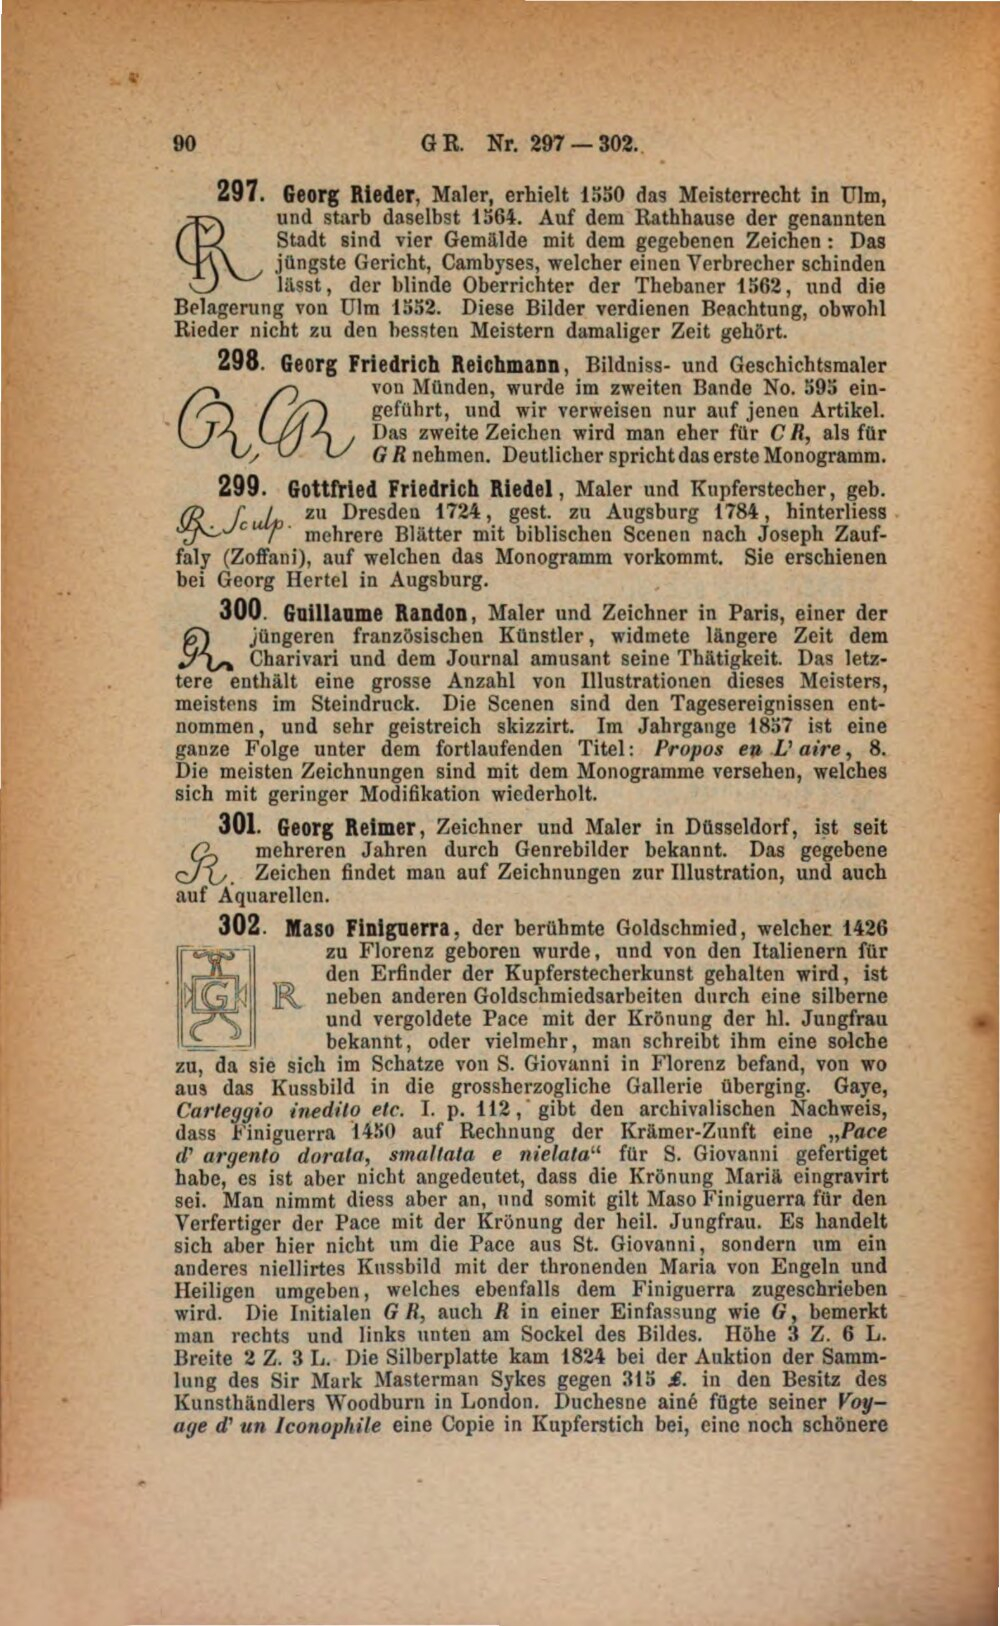 90 GR. Nr. 297 — 302.
297. Georg Rieder, Maler, erhielt 1550 das Meisterrecht in Ulm,
und starb daselbst 1564. Auf dem Rathhause der genannten
Stadt sind vier Gemälde mit dem gegebenen Zeichen: Das
jüngste Gericht, Cambyses, welcher einen Verbrecher schinden
lässt, der blinde Oberrichter der Thebaner 1562, und die
Belagerung von Ulm 1552. Diese Bilder verdienen Beachtung, obwohl
Rieder nicht zu den bessten Meistern damaliger Zeit gehört.
298. Georg Friedrich Reichmann, Bildniss- und Geschichtsmaler
von Münden, wurde im zweiten Bande No. 595 ein-
geführt, und wir verweisen nur auf jenen Artikel.
Das zweite Zeichen wird man eher für CR, als für
GR nehmen. Deutlicher spricht das erste Monogramm.
299. Gottfried Friedrich Riedel, Maler und Kupferstecher, geb.
R. Sculp. zu Dresden 1724, gest. zu Augsburg 1784, hinterliess
mehrere Blätter mit biblischen Scenen nach Joseph Zauf-
faly (Zoffani), auf welchen das Monogramm vorkommt. Sie erschienen
bei Georg Hertel in Augsburg.
300. Guillaume Randon, Maler und Zeichner in Paris, einer der
jüngeren französischen Künstler, widmete längere Zeit dem
Charivari und dem Journal amusant seine Thätigkeit. Das letz-
tere enthält eine grosse Anzahl von Illustrationen dieses Meisters,
meistens im Steindruck. Die Scenen sind den Tagesereignissen ent-
nommen, und sehr geistreich skizzirt. Im Jahrgange 1857 ist eine
ganze Folge unter dem fortlaufenden Titel: Propos en L' aire, 8.
Die meisten Zeichnungen sind mit dem Monogramme versehen, welches
sich mit geringer Modifikation wiederholt.
301. Georg Reimer, Zeichner und Maler in Düsseldorf, ist seit
mehreren Jahren durch Genrebilder bekannt. Das gegebene
Zeichen findet man auf Zeichnungen zur Illustration, und auch
auf Aquarellen.
302. Maso Finiguerra, der berühmte Goldschmied, welcher 1426
zu Florenz geboren wurde, und von den Italienern für
den Erfinder der Kupferstecherkunst gehalten wird, ist
G R neben anderen Goldschmiedsarbeiten durch eine silberne
und vergoldete Pace mit der Krönung der hl. Jungfrau
bekannt, oder vielmehr, man schreibt ihm eine solche
zu, da sie sich im Schatze von S. Giovanni in Florenz befand, von wo
aus das Kussbild in die grossherzogliche Gallerie überging. Gaye,
Carteggio inedito etc. I. p. 112, gibt den archivalischen Nachweis,
dass Finiguerra 1450 auf Rechnung der Krämer-Zunft eine „Pace
d' argento dorata, smaltata e nielata“ für S. Giovanni gefertiget
habe, es ist aber nicht angedeutet, dass die Krönung Mariä eingravirt
sei. Man nimmt diess aber an, und somit gilt Maso Finiguerra für den
Verfertiger der Pace mit der Krönung der heil. Jungfrau. Es handelt
sich aber hier nicht um die Pace aus St. Giovanni, sondern um ein
anderes niellirtes Kussbild mit der thronenden Maria von Engeln und
Heiligen umgeben, welches ebenfalls dem Finiguerra zugeschrieben
wird. Die Initialen GR, auch R in einer Einfassung wie G, bemerkt
man rechts und links unten am Sockel des Bildes. Höhe 3 Z. 6 L.
Breite 2 Z. 3 L. Die Silberplatte kam 1824 bei der Auktion der Samm-
lung des Sir Mark Masterman Sykes gegen 315 £. in den Besitz des
Kunsthändlers Woodburn in London. Duchesne ainé fügte seiner Voy-
age d' un Iconophile eine Copie in Kupferstich bei, eine noch schönere